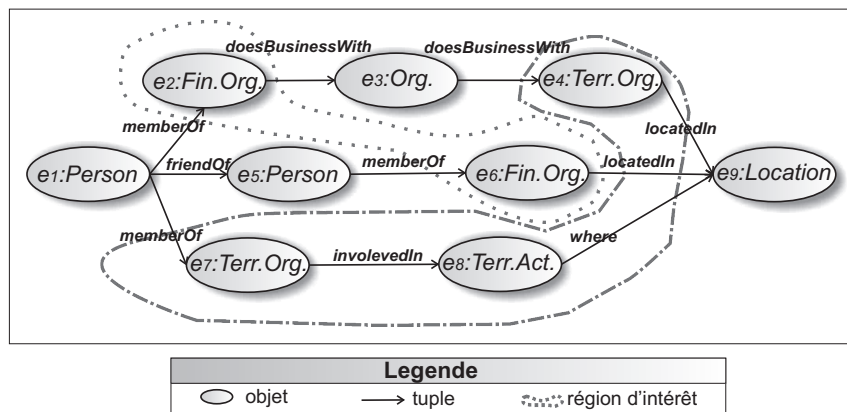 doesBusinessWith
doesBusinessWith
e2:Fin.Org.
e3:Org.
e4:Terr.Org.
memberOf
locatedIn
e1:Person
friendOf
e5:Person
memberOf
e6:Fin.Org.
locatedIn
e9:Location
memberOf
e7:Terr.Org.
involevedIn
e8:Terr.Act.
where
Legende
objet
tuple
région d'intérêt